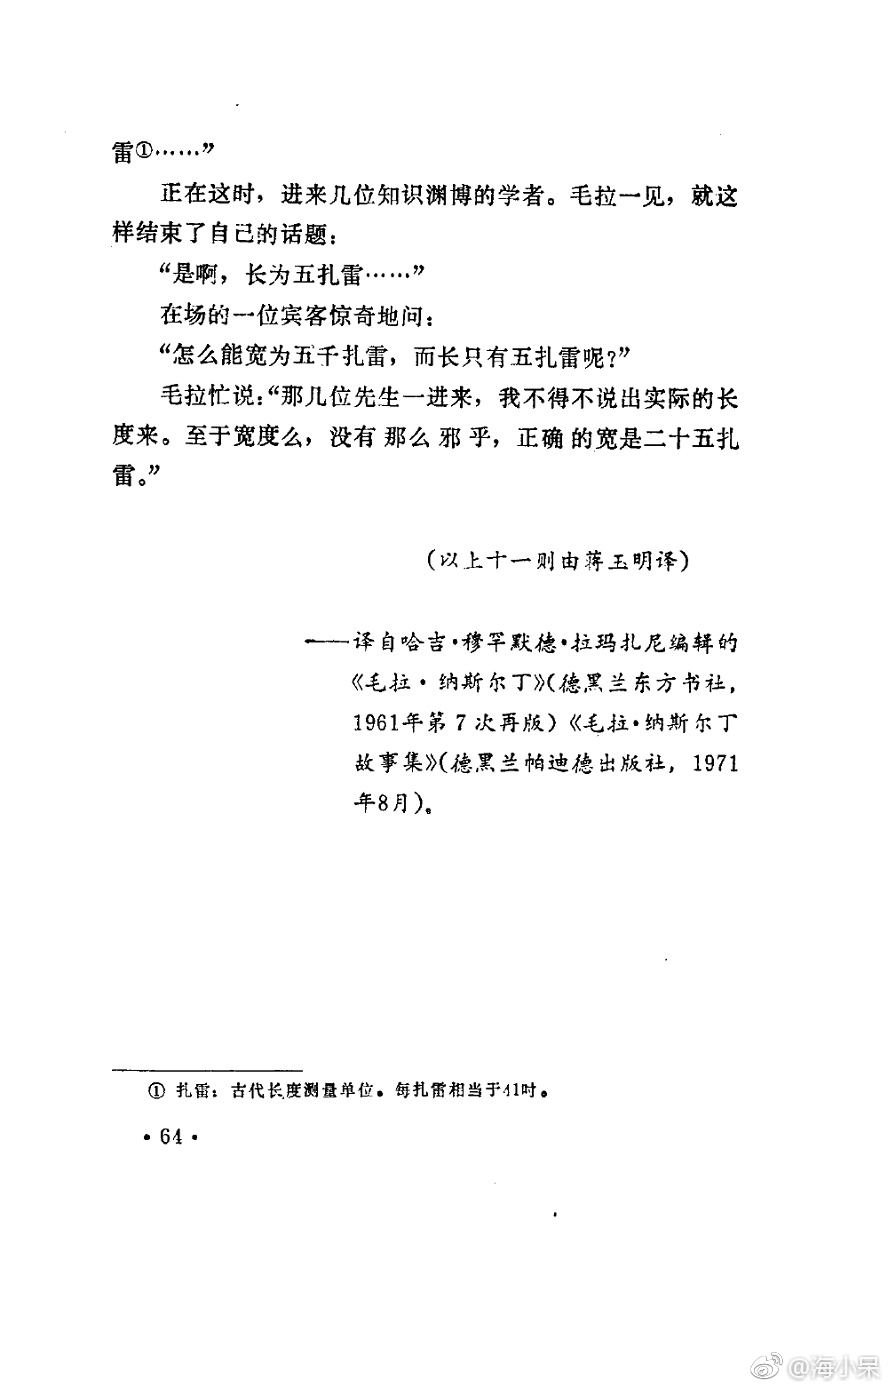 雷①……”
正在这时，进来几位知识渊博的学者。毛拉一见，就这
样结束了自己的话题：
“是啊，长为五扎雷……”
在场的一位宾客惊奇地问：
“怎么能宽为五千扎雷，而长只有五扎雷呢？”
毛拉忙说：“那几位先生一进来，我不得不说出实际的长
度来。至于宽度么，没有那么邪乎，正确的宽是二十五扎
雷。”
（以上十一则由蒋玉明译）
——译自哈吉·穆罕默德·拉玛扎尼编辑的
《毛拉·纳斯尔丁》（德黑兰东方书社，
1961年第7次再版）《毛拉·纳斯尔丁
故事集》（德黑兰帕迪德出版社，1971
年8月）。
① 扎雷：古代长度测量单位。每扎雷相当于41吋。
·64·
@海小呆